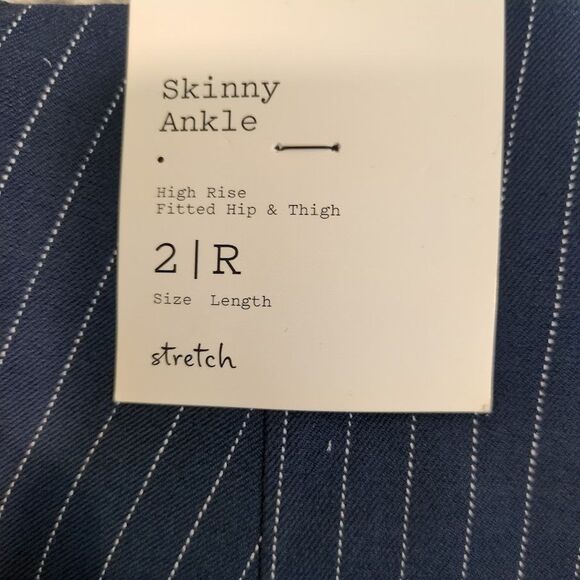 Skinny
Ankle
High Rise
Fitted Hip & Thigh
2|R
Size Length
stretch